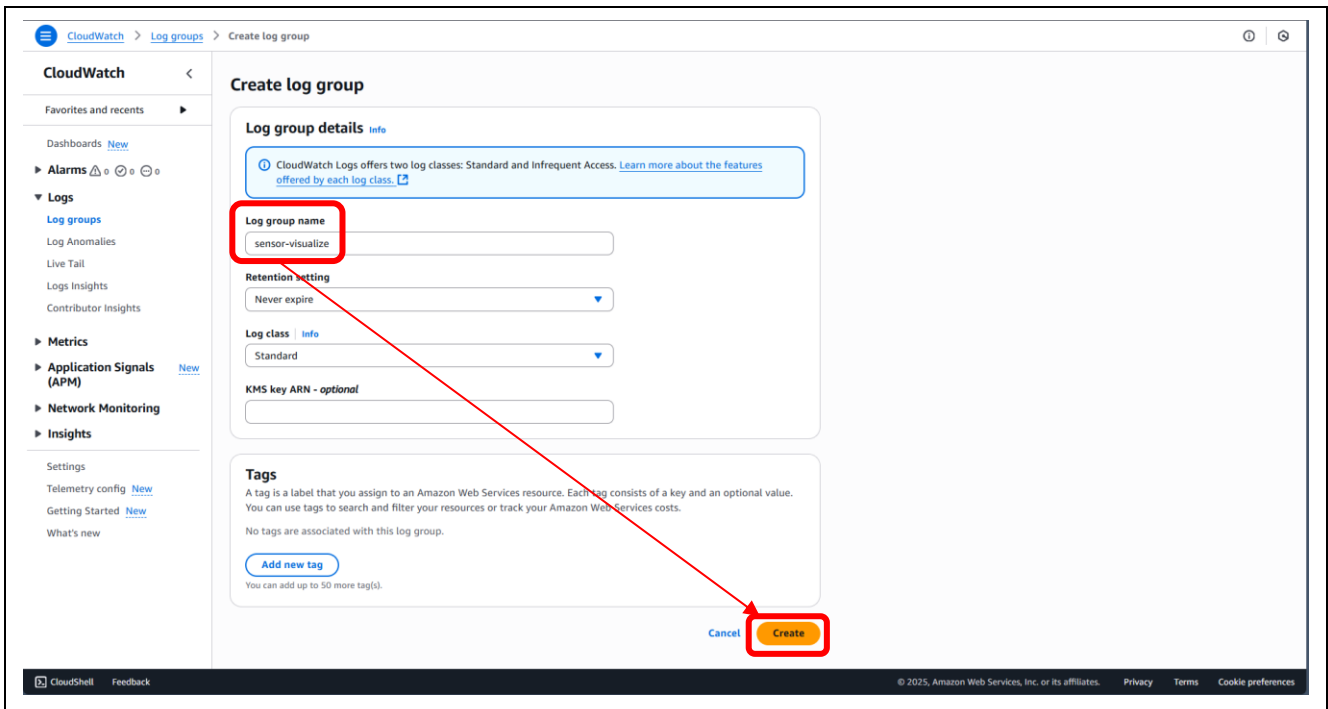 CloudWatch > Log groups > Create log group
CloudWatch
Favorites and recents
Dashboards New
Alarms 0 0 0
Logs
Log groups
Log Anomalies
Live Tail
Logs Insights
Contributor Insights
Metrics
Application Signals New
(APM)
Network Monitoring
Insights
Settings
Telemetry config New
Getting Started New
What's new
Create log group
Log group details Info
CloudWatch Logs offers two log classes: Standard and Infrequent Access. Learn more about the features
offered by each log class.
Log group name
sensor-visualize
Retention setting
Never expire
Log class Info
Standard
KMS key ARN - optional
Tags
A tag is a label that you assign to an Amazon Web Services resource. Each tag consists of a key and an optional value.
You can use tags to search and filter your resources or track your Amazon Web Services costs.
No tags are associated with this log group.
Add new tag
You can add up to 50 more tag(s).
Cancel Create
CloudShell Feedback © 2025, Amazon Web Services, Inc. or its affiliates. Privacy Terms Cookie preferences